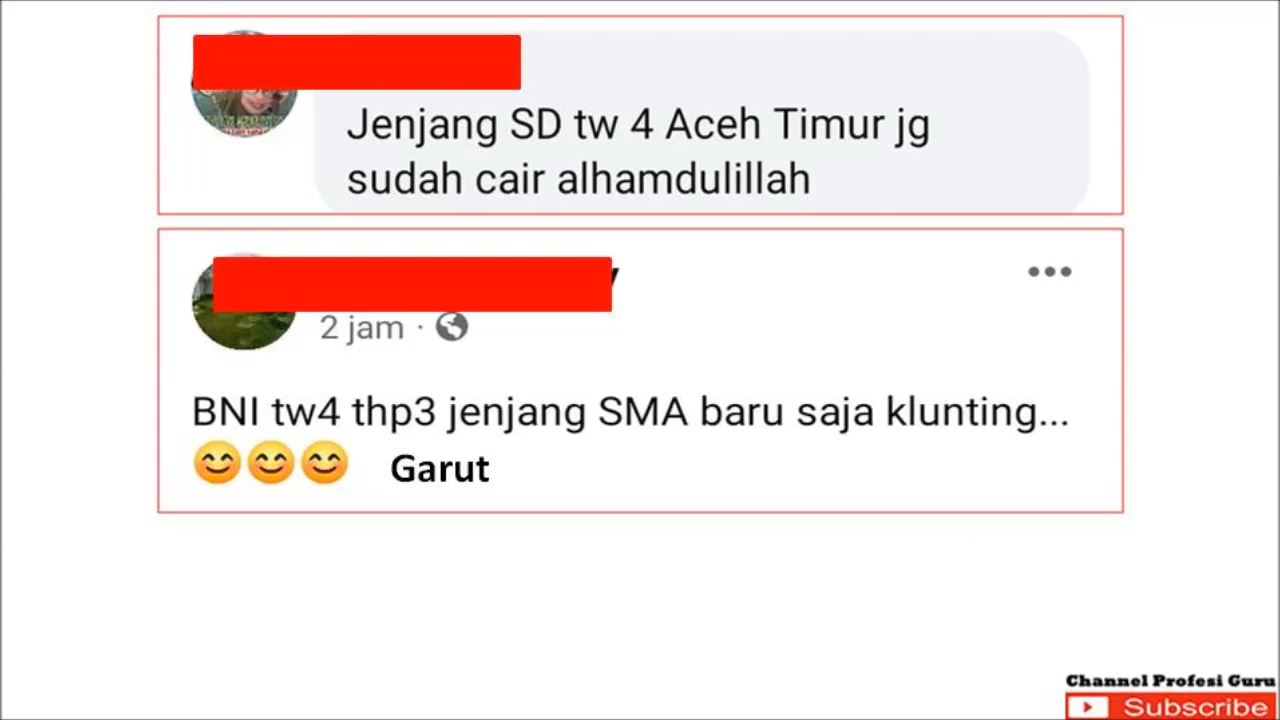 Jenjang SD tw 4 Aceh Timur jg
sudah cair alhamdulillah
2 jam ·
BNI tw4 thp3 jenjang SMA baru saja klunting...
😊😊😊 Garut
Channel Profesi Guru
Subscribe